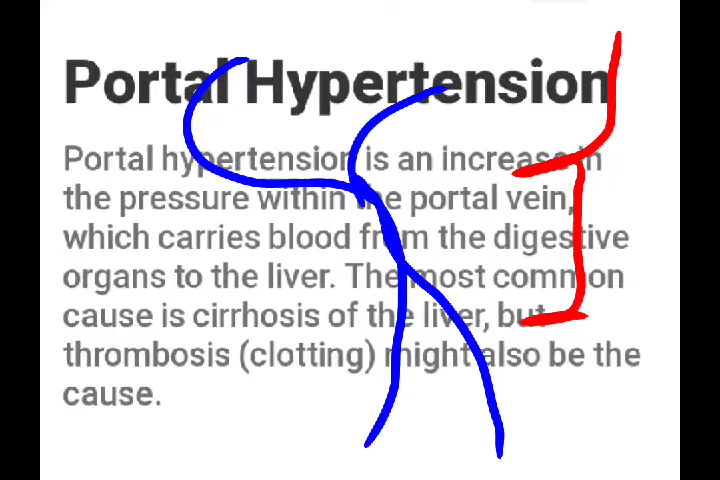 Portal Hypertension
Portal hypertension is an increase in
the pressure within the portal vein,
which carries blood from the digestive
organs to the liver. The most common
cause is cirrhosis of the liver, but
thrombosis (clotting) might also be the
cause.